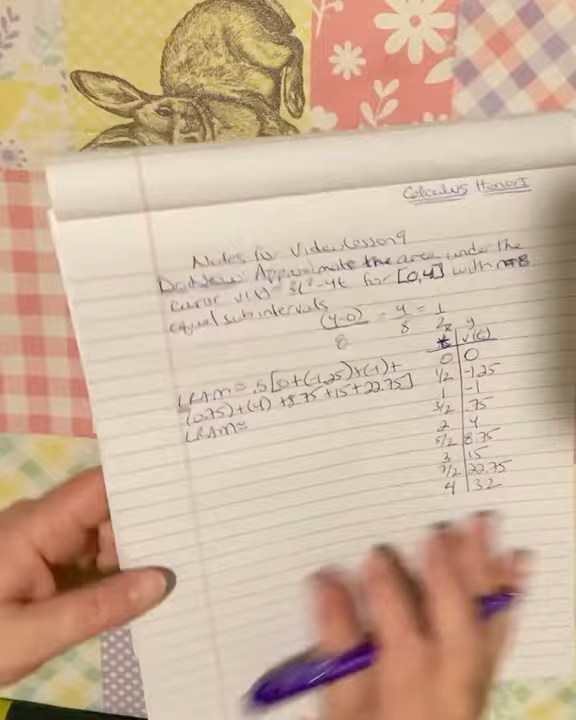 Calculus Honors
Notes for Video Lesson 9
Approximate the area under the
curve v(t) = 3t²-4t for [0,4] with n=8
equal subintervals
(4-0)/8 = 4/8 = 1/2
y
t | v(t)
0 | 0
1/2 | -1.25
1 | -1
3/2 | .75
2 | 4
5/2 | 8.75
3 | 15
7/2 | 22.75
4 | 32
LRAM = .5[0+(-1.25)+(-1)+
(0.75)+(4)+8.75+15+22.75]
LRAM=